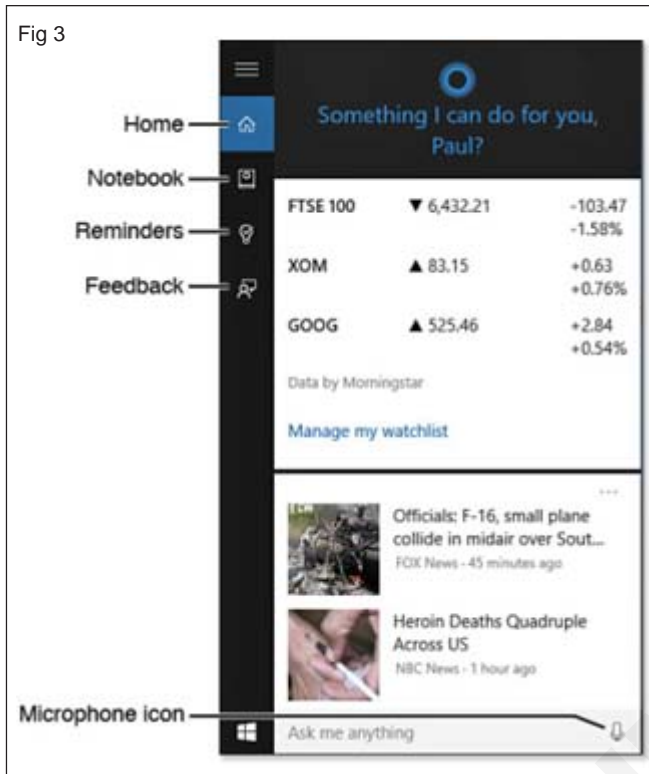 Fig 3
Something I can do for you,
Paul?
Home
Notebook
Reminders
Feedback
FTSE 100 ▼ 6,432.21 -103.47
-1.58%
XOM ▲ 83.15 +0.63
+0.76%
GOOG ▲ 525.46 +2.84
+0.54%
Data by Morningstar
Manage my watchlist
Officials: F-16, small plane
collide in midair over Sout...
FOX News - 45 minutes ago
Heroin Deaths Quadruple
Across US
NBC News - 1 hour ago
Microphone icon
Ask me anything